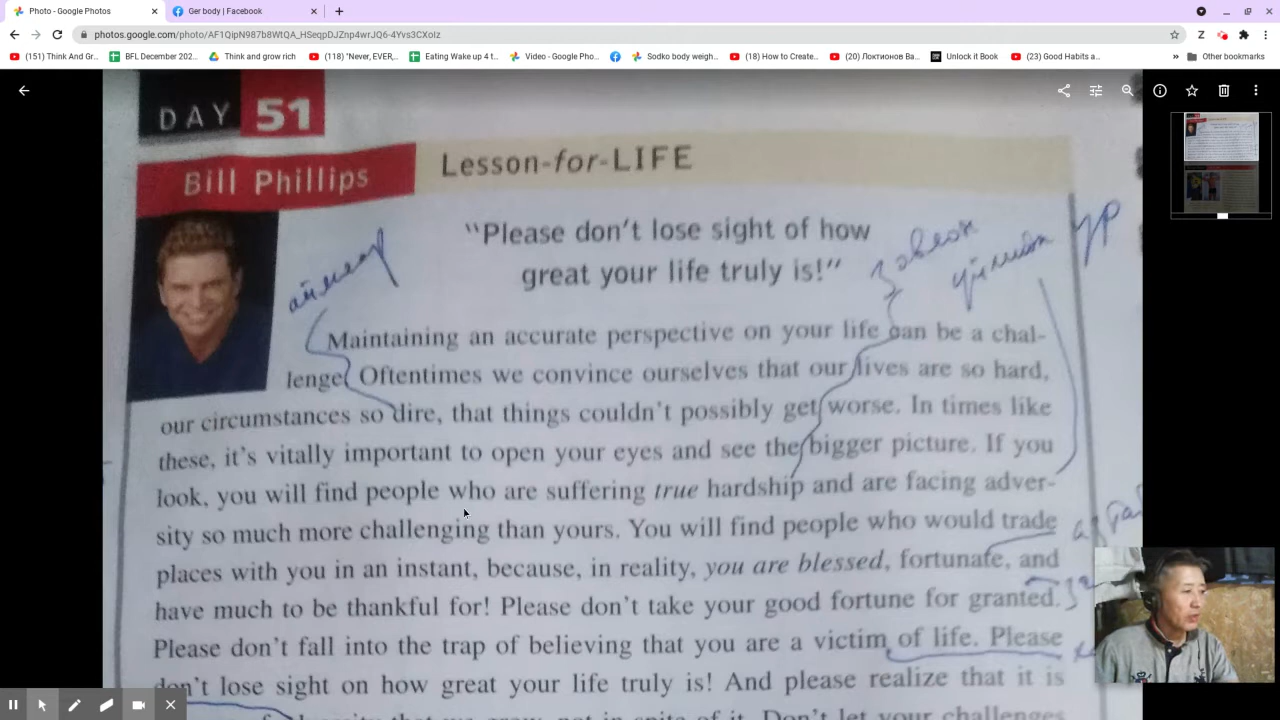 Photo - Google Photos
Ger body | Facebook
photos.google.com/photo/AF1QipN987b8WtQA_HSeqpDJZnp4wrJQ6-4Yvs3CXoIz
(151) Think And Gr...
BFL December 202...
Think and grow rich
(118) "Never, EVER,...
Eating Wake up 4 t...
Video - Google Pho...
Sodko body weigh...
(18) How to Create...
(20) Локтионов Ва...
Unlock it Book
(23) Good Habits a...
Other bookmarks
DAY 51
Bill Phillips
Lesson-for-LIFE
"Please don't lose sight of how
great your life truly is!"
Maintaining an accurate perspective on your life can be a chal-
lenge. Oftentimes we convince ourselves that our lives are so hard,
our circumstances so dire, that things couldn't possibly get worse. In times like
these, it's vitally important to open your eyes and see the bigger picture. If you
look, you will find people who are suffering true hardship and are facing adver-
sity so much more challenging than yours. You will find people who would trade
places with you in an instant, because, in reality, you are blessed, fortunate, and
have much to be thankful for! Please don't take your good fortune for granted.
Please don't fall into the trap of believing that you are a victim of life. Please
don't lose sight on how great your life truly is! And please realize that it is